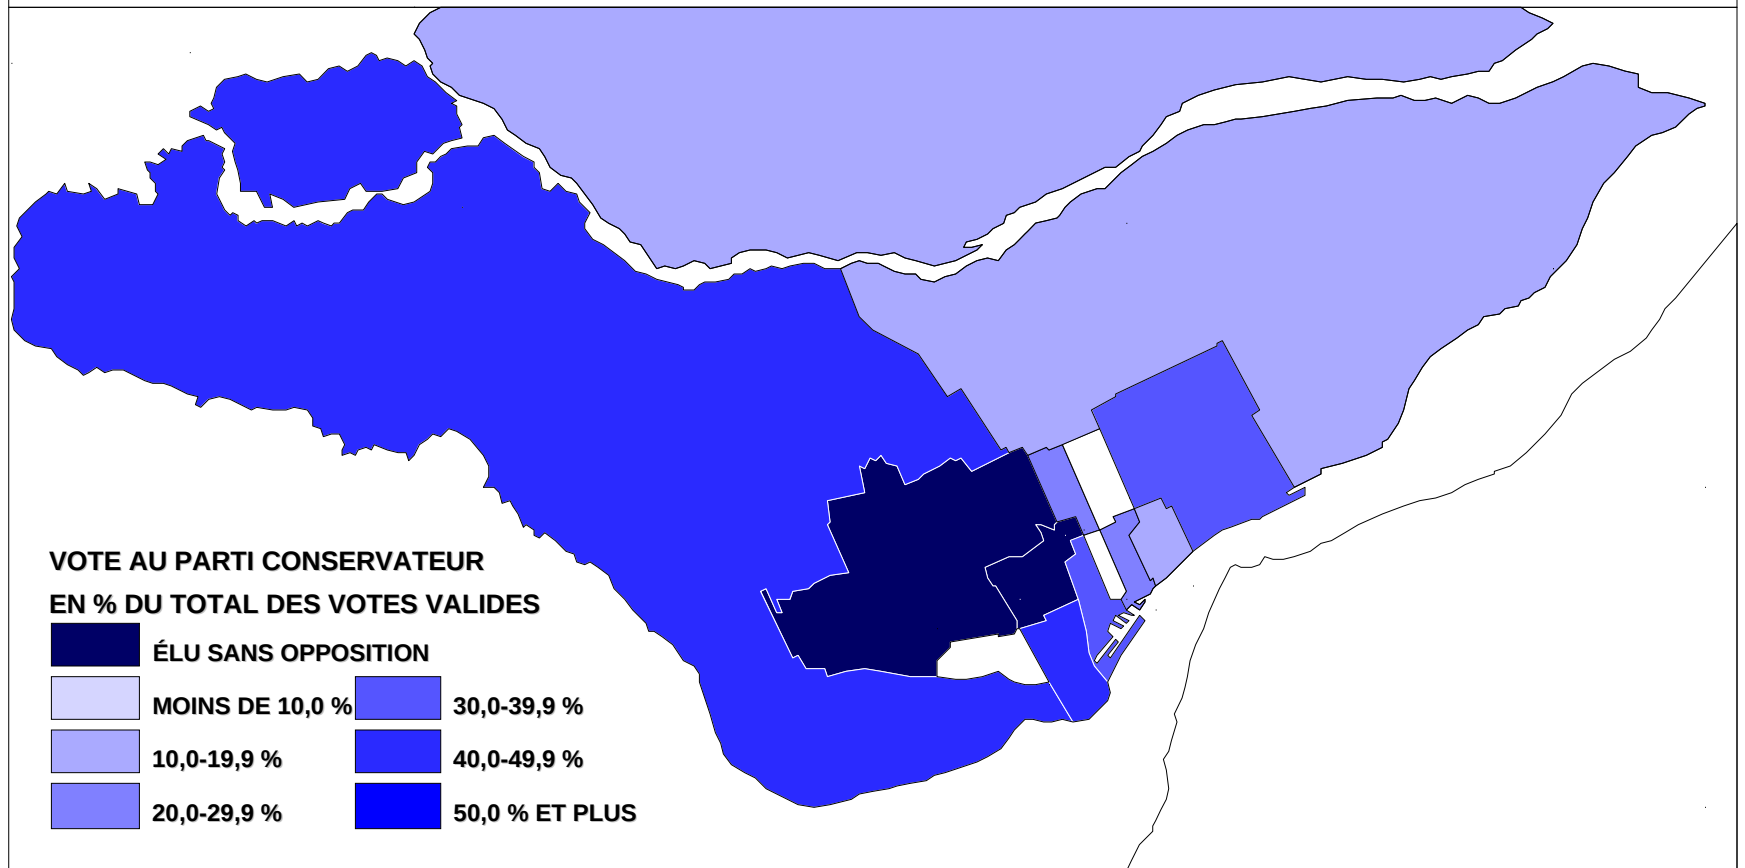 VOTE AU PARTI CONSERVATEUR
EN % DU TOTAL DES VOTES VALIDES
ÉLU SANS OPPOSITION
MOINS DE 10,0 %
30,0-39,9 %
10,0-19,9 %
40,0-49,9 %
20,0-29,9 %
50,0 % ET PLUS